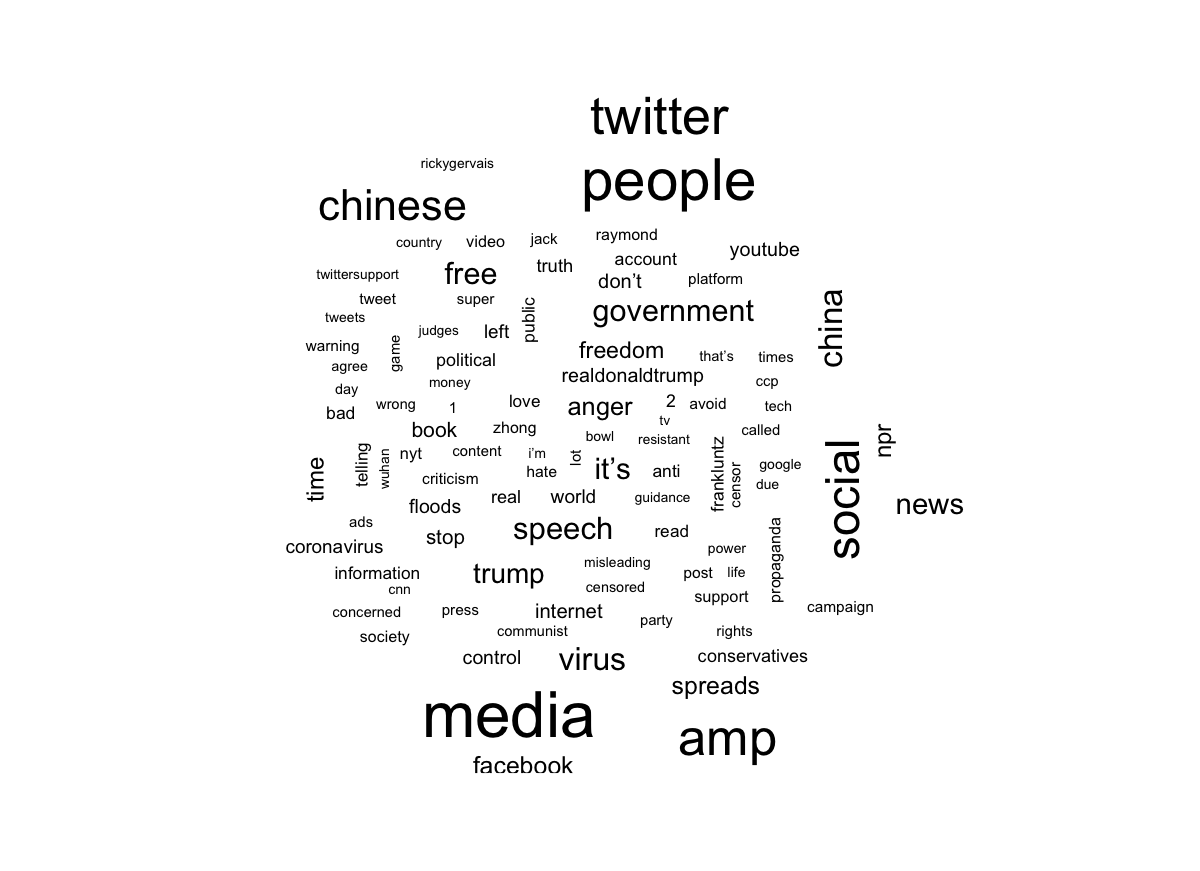 twitter
rickygervais
people
chinese
country
video
jack
raymond
youtube
account
truth
free
twittersupport
don’t
platform
tweet
super
public
government
china
tweets
judges
left
warning
game
freedom
political
that’s
times
agree
realdonaldtrump
money
ccp
day
wrong
1
love
anger
2
avoid
tech
bad
tv
book
zhong
bowl
resistant
called
npr
nyt
content
i’m
lot
frankluntz
social
time
telling
wuhan
criticism
hate
it’s
anti
censor
google
due
floods
real
world
guidance
news
ads
speech
read
coronavirus
stop
power
propaganda
misleading
information
trump
post
life
cnn
censored
support
concerned
press
internet
campaign
party
society
communist
rights
control
virus
conservatives
spreads
media
amp
facebook